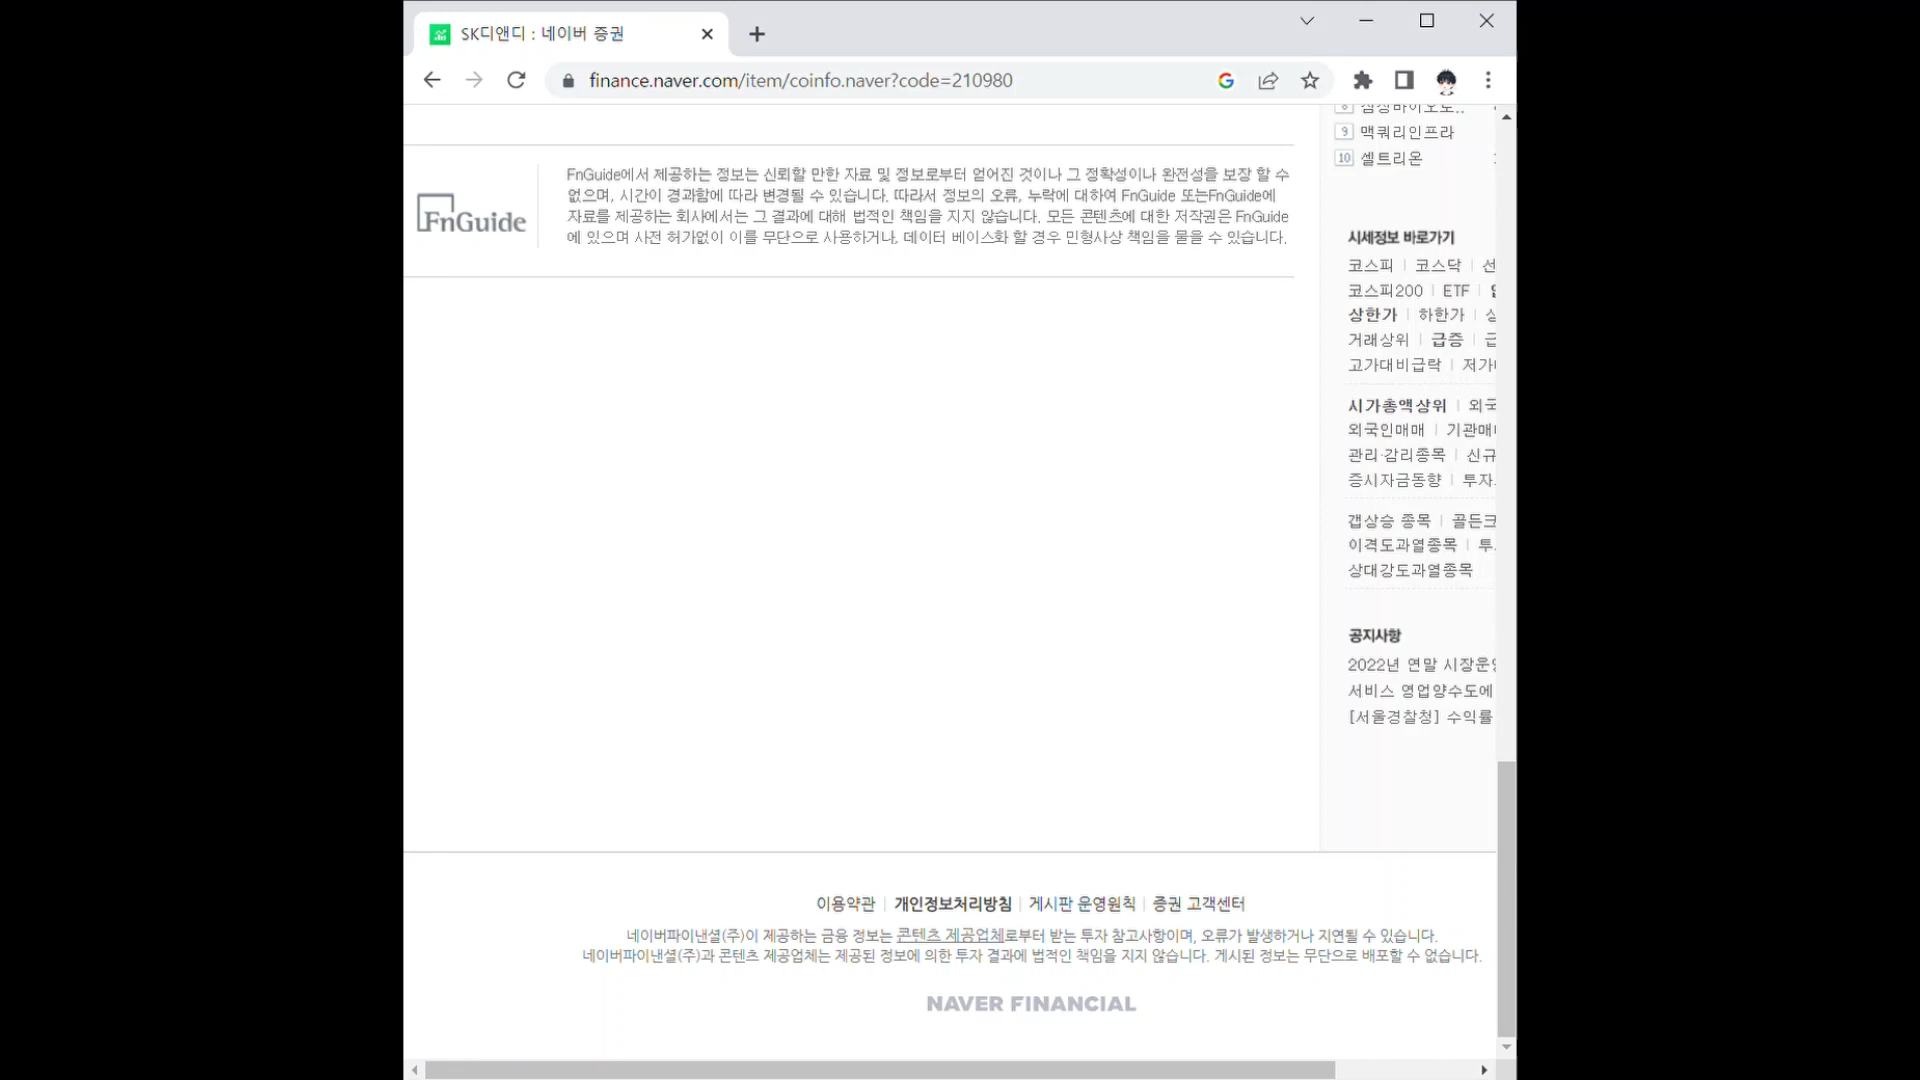 SK디앤디 : 네이버 증권
finance.naver.com/item/coinfo.naver?code=210980
9 맥쿼리인프라
10 셀트리온
FnGuide
FnGuide에서 제공하는 정보는 신뢰할 만한 자료 및 정보로부터 얻어진 것이나 그 정확성이나 완전성을 보장 할 수
없으며, 시간이 경과함에 따라 변경될 수 있습니다. 따라서 정보의 오류, 누락에 대하여 FnGuide 또는FnGuide에
자료를 제공하는 회사에서는 그 결과에 대해 법적인 책임을 지지 않습니다. 모든 콘텐츠에 대한 저작권은 FnGuide
에 있으며 사전 허가없이 이를 무단으로 사용하거나, 데이터 베이스화 할 경우 민형사상 책임을 물을 수 있습니다.
시세정보 바로가기
코스피 | 코스닥 | 선
코스피200 | ETF |
상한가 | 하한가 |
거래상위 | 급증 |
고가대비급락 | 저가
시가총액상위 | 외국
외국인매매 | 기관매
관리·감리종목 | 신규
증시자금동향 | 투자
갭상승 종목 | 골든크
이격도과열종목 | 투
상대강도과열종목
공지사항
2022년 연말 시장운영
서비스 영업양수도에
[서울경찰청] 수익률
이용약관 | 개인정보처리방침 | 게시판 운영원칙 | 증권 고객센터
네이버파이낸셜(주)이 제공하는 금융 정보는 콘텐츠 제공업체로부터 받는 투자 참고사항이며, 오류가 발생하거나 지연될 수 있습니다.
네이버파이낸셜(주)과 콘텐츠 제공업체는 제공된 정보에 의한 투자 결과에 법적인 책임을 지지 않습니다. 게시된 정보는 무단으로 배포할 수 없습니다.
NAVER FINANCIAL